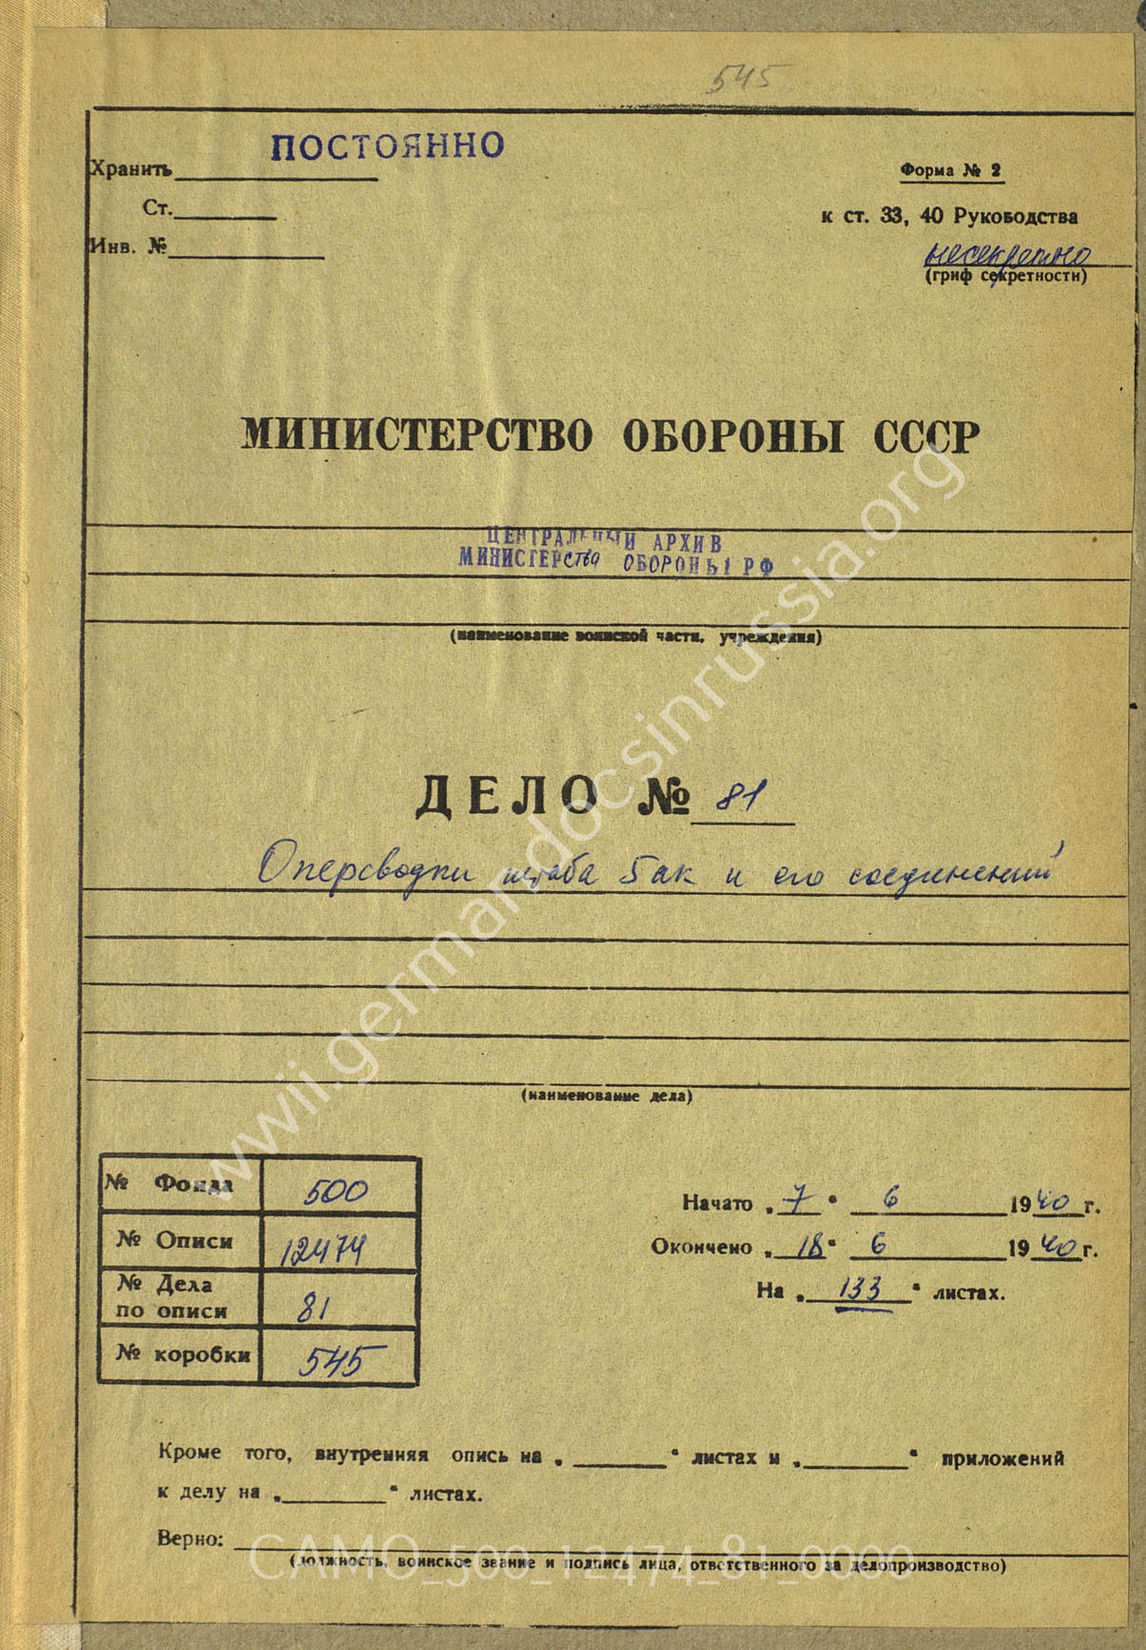 545
ПОСТОЯННО
Хранить
Форма № 2
Ст.
к ст. 33, 40 Руководства
Инв. №
несекретно
(гриф секретности)
МИНИСТЕРСТВО ОБОРОНЫ СССР
ЦЕНТРАЛЬНЫЙ АРХИВ
МИНИСТЕРСТВА ОБОРОНЫ РФ
(наименование воинской части, учреждения)
ДЕЛО № 81
Оперсводки штаба 5 ак и его соединений
(наименование дела)
№ Фонда 500
№ Описи 12474
№ Дела по описи 81
№ коробки 545
Начато „7" 6 1940 г.
Окончено „18" 6 1940 г.
На „133" листах.
Кроме того, внутренняя опись на „ " листах и „ " приложений
к делу на „ " листах.
Верно:
(должность, воинское звание и подпись лица, ответственного за делопроизводство)
www.wwii.germandocsinrussia.org
CAMO_500_12474_81_0000